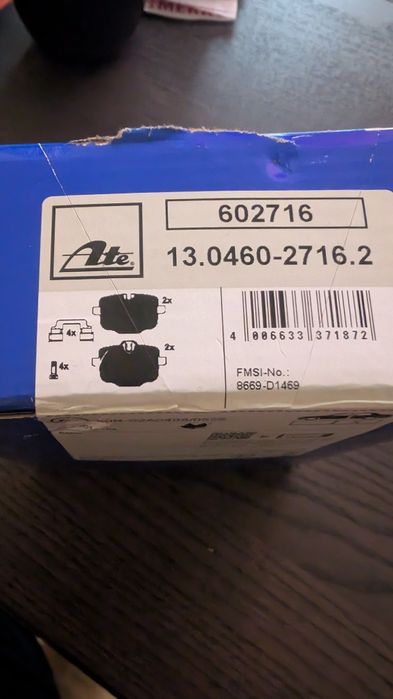 Ate
602716
13.0460-2716.2
2x
4x
2x
4x
4 006633 371872
FMSI-No.:
8669-D1469